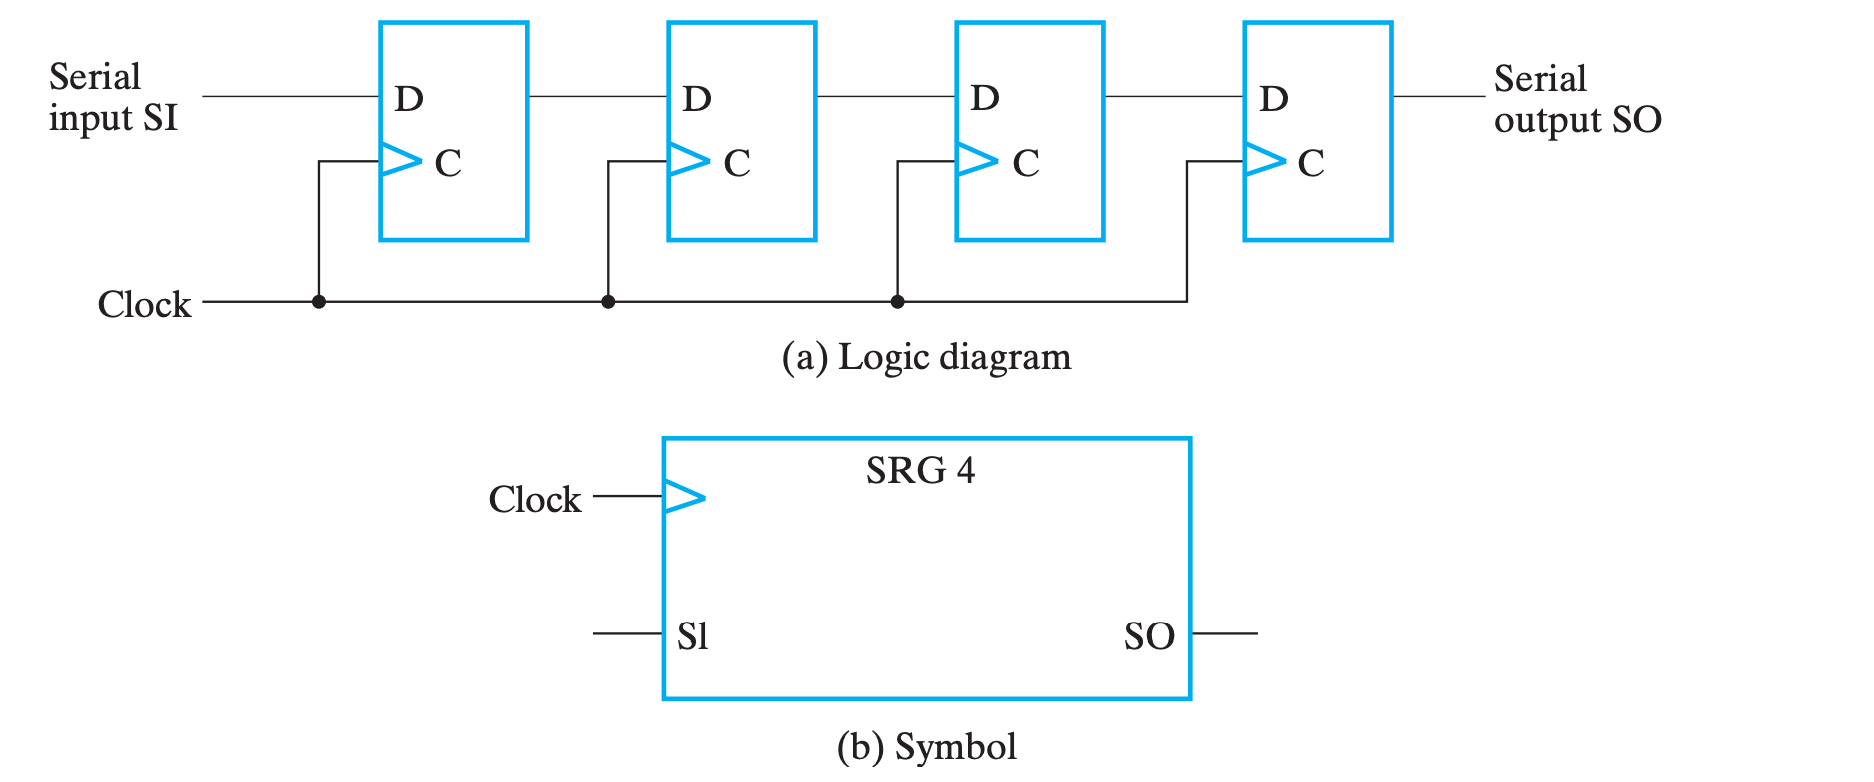 Serial
input SI
D
C
D
C
D
C
D
C
Serial
output SO
Clock
(a) Logic diagram
SRG 4
Clock
SI
SO
(b) Symbol